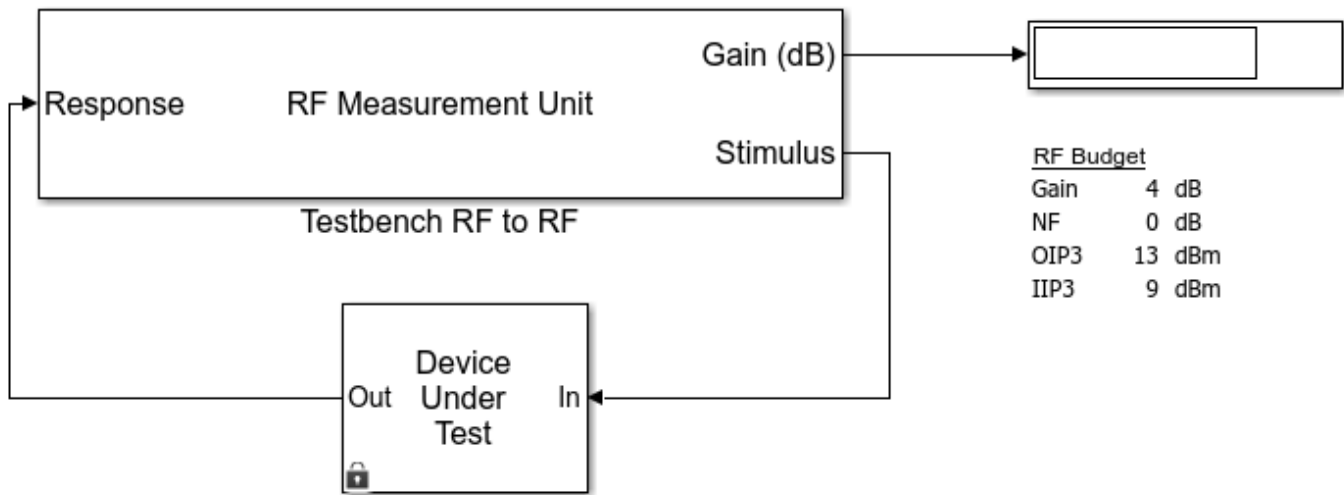 Gain (dB)
Response
RF Measurement Unit
Stimulus
Testbench RF to RF
RF Budget
Gain 4 dB
NF 0 dB
OIP3 13 dBm
IIP3 9 dBm
Device
Out Under In
Test